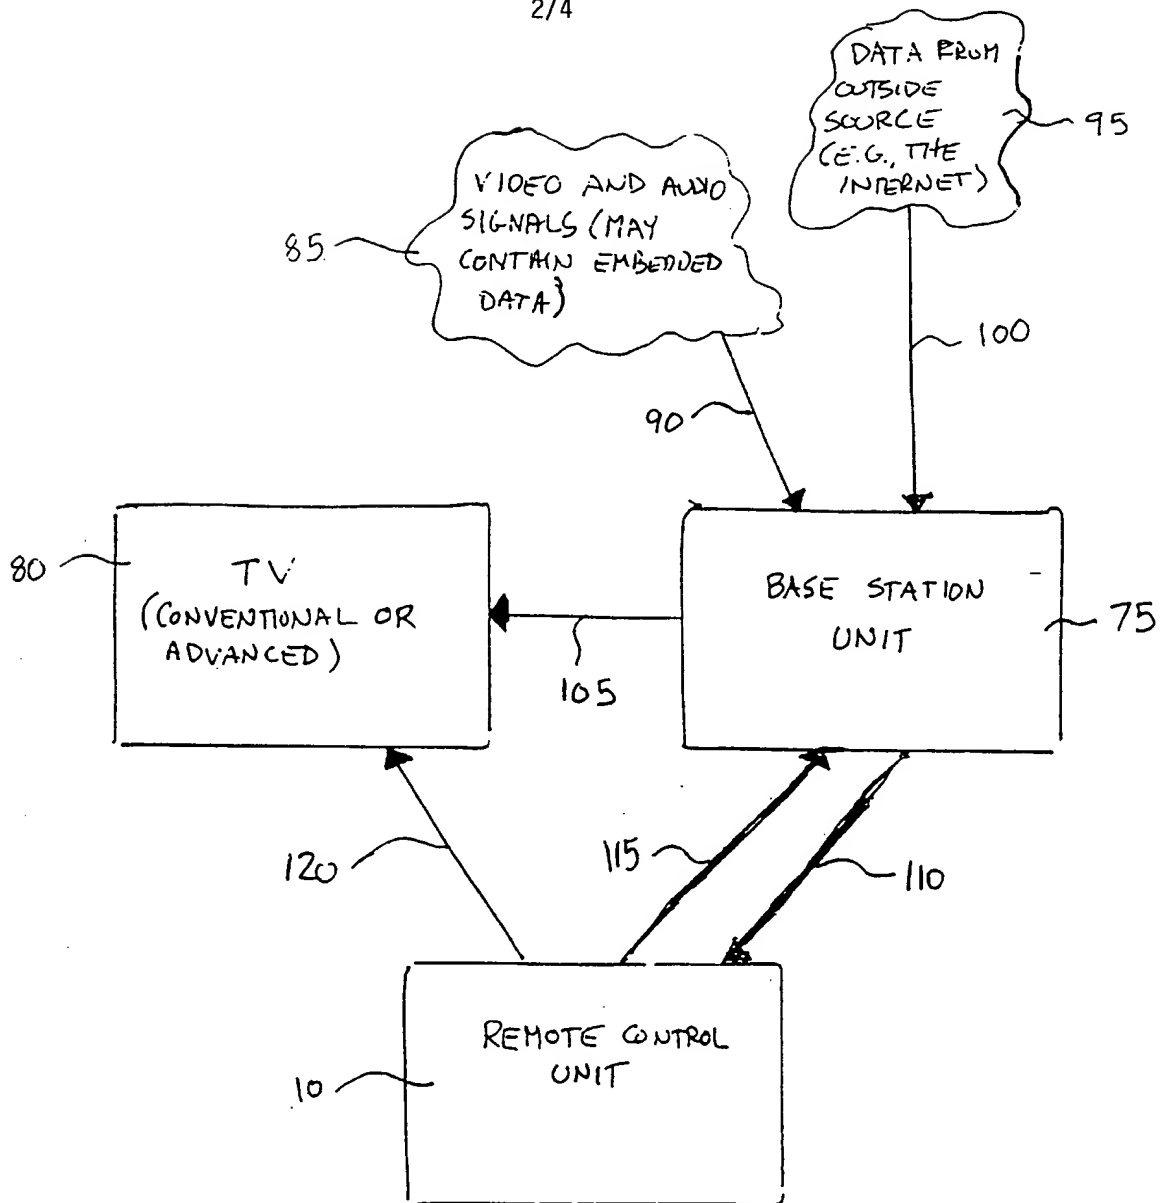 2/4
DATA FROM
OUTSIDE
SOURCE
(E.G., THE
INTERNET)
95
VIDEO AND AUDIO
SIGNALS (MAY
CONTAIN EMBEDDED
DATA)
85
100
90
80
TV
(CONVENTIONAL OR
ADVANCED)
BASE STATION
UNIT
75
105
120
115
110
REMOTE CONTROL
UNIT
10